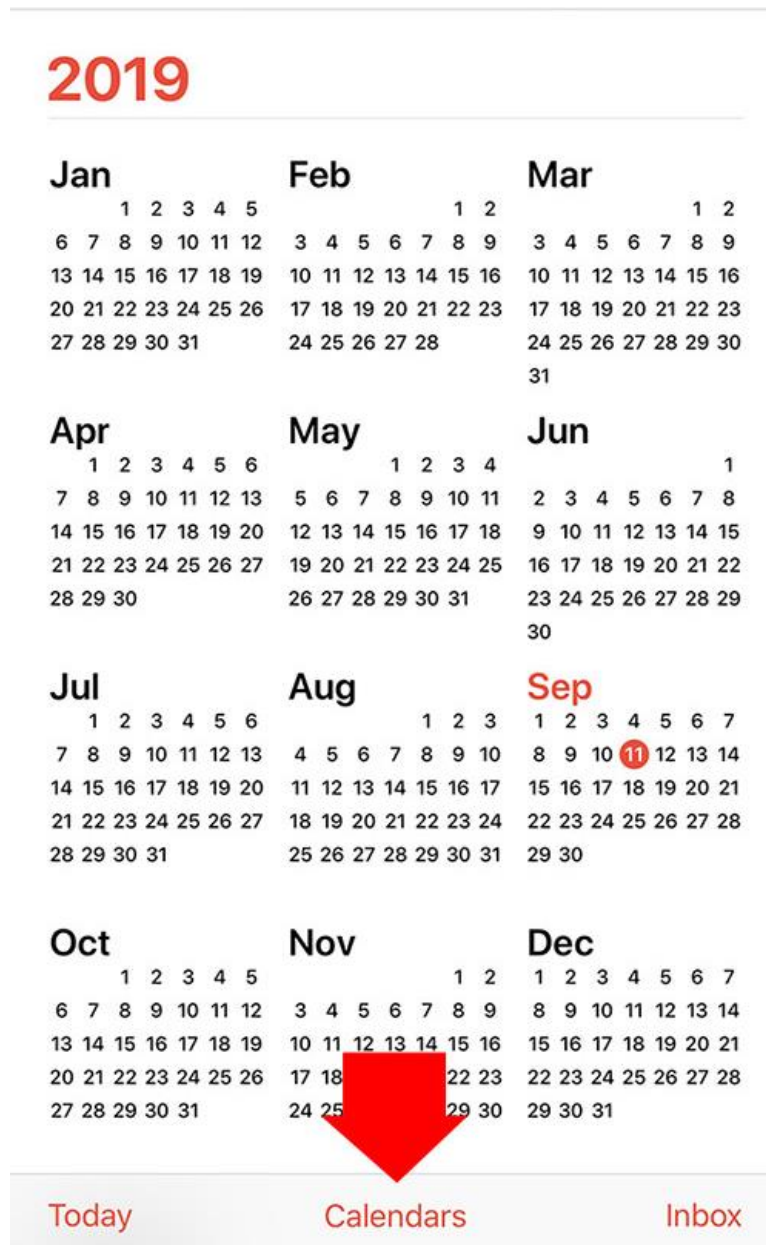 2019
Jan Feb Mar
1 2 3 4 5 1 2 1 2
6 7 8 9 10 11 12 3 4 5 6 7 8 9 3 4 5 6 7 8 9
13 14 15 16 17 18 19 10 11 12 13 14 15 16 10 11 12 13 14 15 16
20 21 22 23 24 25 26 17 18 19 20 21 22 23 17 18 19 20 21 22 23
27 28 29 30 31 24 25 26 27 28 24 25 26 27 28 29 30
31
Apr May Jun
1 2 3 4 5 6 1 2 3 4 1
7 8 9 10 11 12 13 5 6 7 8 9 10 11 2 3 4 5 6 7 8
14 15 16 17 18 19 20 12 13 14 15 16 17 18 9 10 11 12 13 14 15
21 22 23 24 25 26 27 19 20 21 22 23 24 25 16 17 18 19 20 21 22
28 29 30 26 27 28 29 30 31 23 24 25 26 27 28 29
30
Jul Aug Sep
1 2 3 4 5 6 1 2 3 1 2 3 4 5 6 7
7 8 9 10 11 12 13 4 5 6 7 8 9 10 8 9 10 11 12 13 14
14 15 16 17 18 19 20 11 12 13 14 15 16 17 15 16 17 18 19 20 21
21 22 23 24 25 26 27 18 19 20 21 22 23 24 22 23 24 25 26 27 28
28 29 30 31 25 26 27 28 29 30 31 29 30
Oct Nov Dec
1 2 3 4 5 1 2 1 2 3 4 5 6 7
6 7 8 9 10 11 12 3 4 5 6 7 8 9 8 9 10 11 12 13 14
13 14 15 16 17 18 19 10 11 12 13 14 15 16 15 16 17 18 19 20 21
20 21 22 23 24 25 26 17 18 22 23 22 23 24 25 26 27 28
27 28 29 30 31 24 25 29 30 29 30 31
Today Calendars Inbox